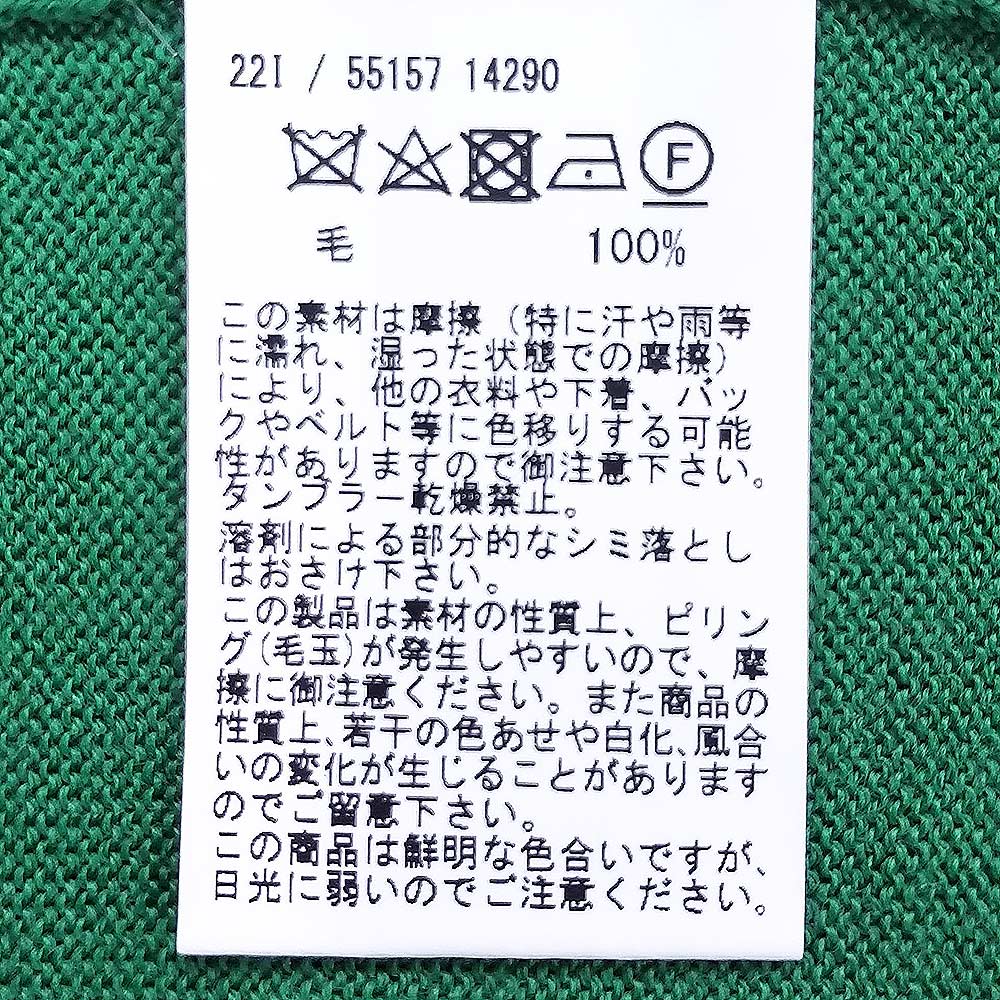 22I / 55157 14290
F
毛 100%
この素材は摩擦（特に汗や雨等
に濡れ、湿った状態での摩擦）
により、他の衣料や下着、バッ
クやベルト等に色移りする可能
性がありますので御注意下さい。
タンブラー乾燥禁止。
溶剤による部分的なシミ落とし
はおさけ下さい。
この製品は素材の性質上、ピリン
グ(毛玉)が発生しやすいので、摩
擦に御注意ください。また商品の
性質上、若干の色あせや白化、風合
いの変化が生じることがあります
のでご留意下さい。
この商品は鮮明な色合いですが、
日光に弱いのでご注意ください。